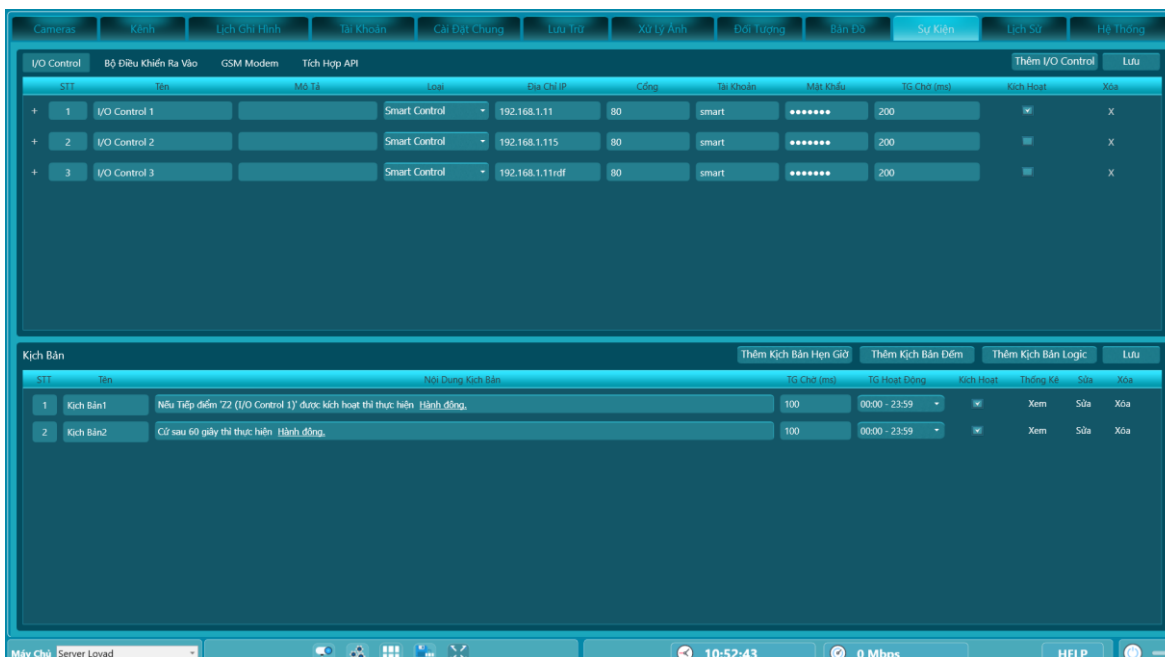 Cameras Kênh Lịch Ghi Hình Tài Khoản Cài Đặt Chung Lưu Trữ Xử Lý Ảnh Đối Tượng Bản Đồ Sự Kiện Lịch Sử Hệ Thống
I/O Control Bộ Điều Khiển Ra Vào GSM Modem Tích Hợp API Thêm I/O Control Lưu
STT Tên Mô Tả Loại Địa Chỉ IP Cổng Tài Khoản Mật Khẩu TG Chờ (ms) Kích Hoạt Xóa
+ 1 I/O Control 1 Smart Control 192.168.1.11 80 smart ●●●●●●● 200 X
+ 2 I/O Control 2 Smart Control 192.168.1.115 80 smart ●●●●●●● 200 X
+ 3 I/O Control 3 Smart Control 192.168.1.11rdf 80 smart ●●●●●●● 200 X
Kịch Bản Thêm Kịch Bản Hẹn Giờ Thêm Kịch Bản Đếm Thêm Kịch Bản Logic Lưu
STT Tên Nội Dung Kịch Bản TG Chờ (ms) TG Hoạt Động Kích Hoạt Thống Kê Sửa Xóa
1 Kịch Bản1 Nếu Tiếp điểm 'Z2 (I/O Control 1)' được kích hoạt thì thực hiện Hành động. 100 00:00 - 23:59 Xem Sửa Xóa
2 Kịch Bản2 Cứ sau 60 giây thì thực hiện Hành động. 100 00:00 - 23:59 Xem Sửa Xóa
Máy Chủ Server Lovad 10:52:43 0 Mbps HELP